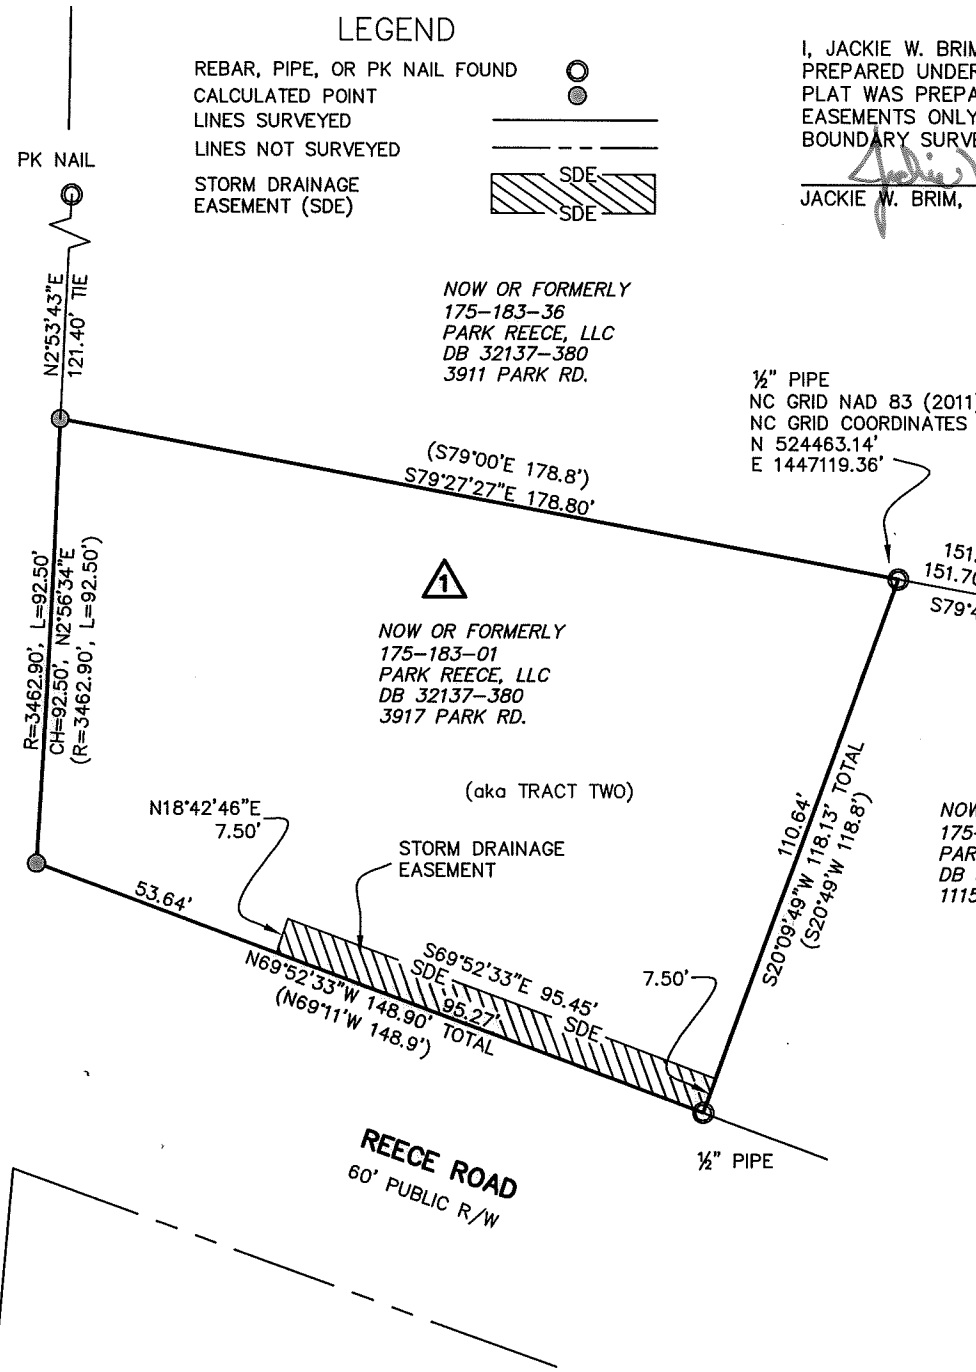 LEGEND
REBAR, PIPE, OR PK NAIL FOUND
CALCULATED POINT
LINES SURVEYED
LINES NOT SURVEYED
STORM DRAINAGE
EASEMENT (SDE)
SDE
SDE
I, JACKIE W. BRIM
PREPARED UNDER
PLAT WAS PREPA
EASEMENTS ONLY
BOUNDARY SURVE
JACKIE W. BRIM,
PK NAIL
N2°53'43"E
121.40' TIE
NOW OR FORMERLY
175-183-36
PARK REECE, LLC
DB 32137-380
3911 PARK RD.
½" PIPE
NC GRID NAD 83 (2011)
NC GRID COORDINATES
N 524463.14'
E 1447119.36'
(S79°00'E 178.8')
S79°27'27"E 178.80'
151.
151.70
S79°4
R=3462.90', L=92.50'
CH=92.50', N2°56'34"E
(R=3462.90', L=92.50')
1
NOW OR FORMERLY
175-183-01
PARK REECE, LLC
DB 32137-380
3917 PARK RD.
(aka TRACT TWO)
110.64'
S20°09'49"W 118.13' TOTAL
(S20°49'W 118.8')
NOW
175-
PAR
DB
1115
N18°42'46"E
7.50'
STORM DRAINAGE
EASEMENT
53.64'
S69°52'33"E 95.45'
SDE
95.27'
SDE
7.50'
N69°52'33"W 148.90' TOTAL
(N69°11'W 148.9')
½" PIPE
REECE ROAD
60' PUBLIC R/W